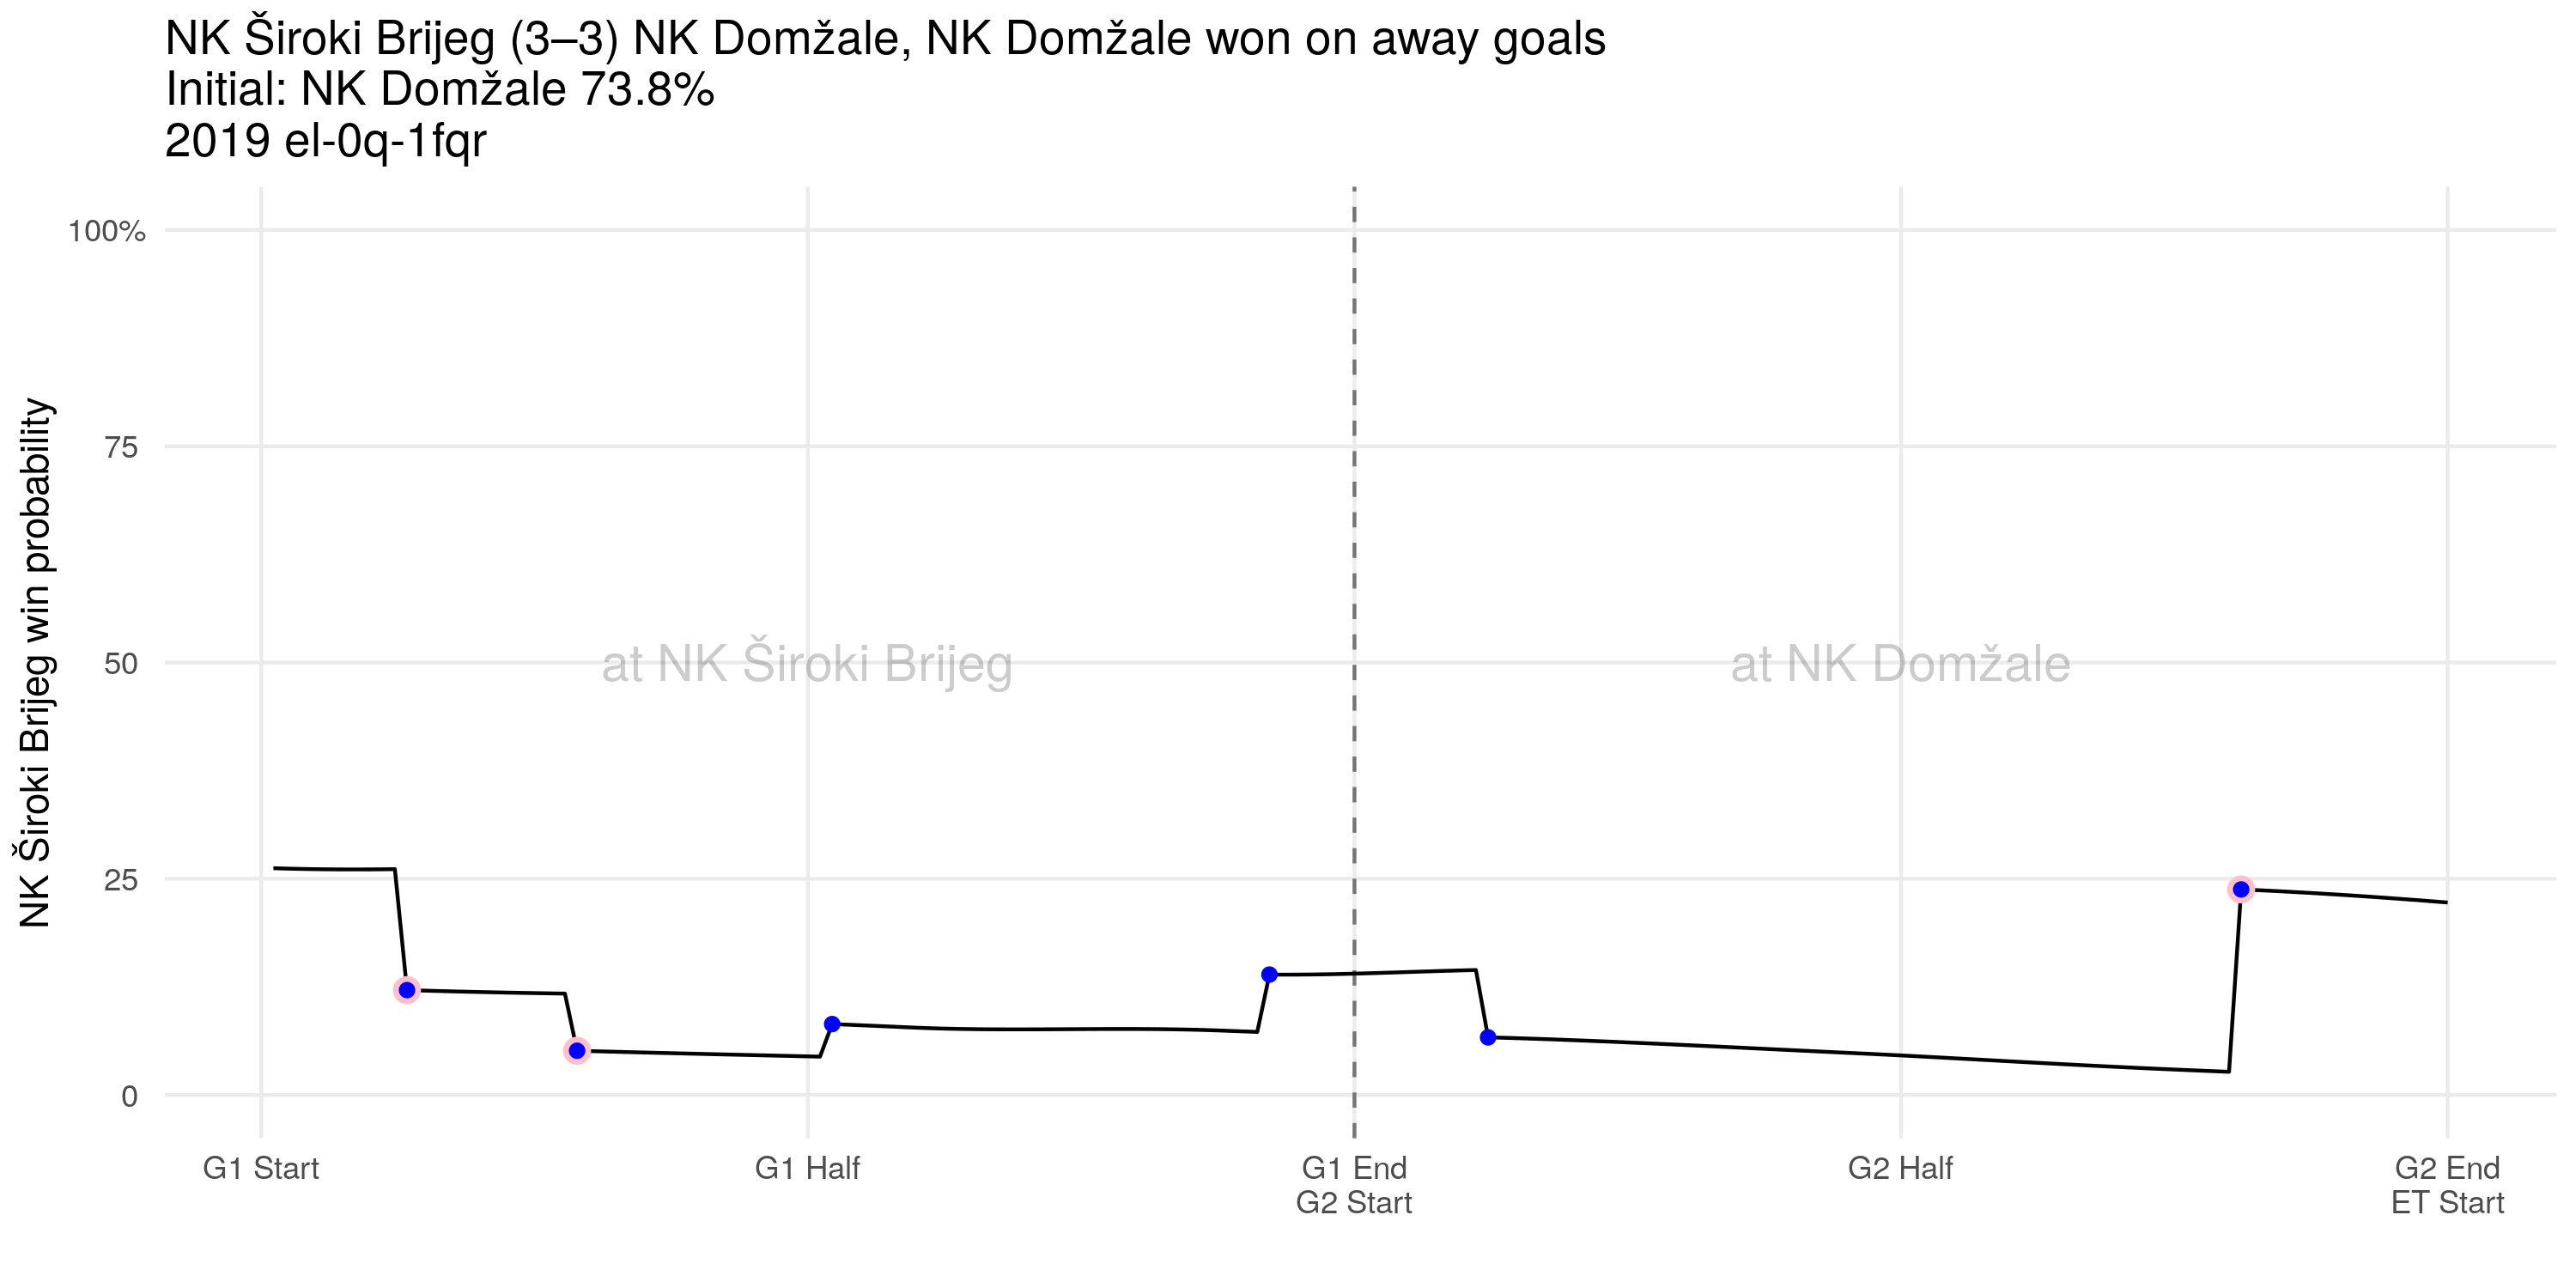 NK Široki Brijeg (3–3) NK Domžale, NK Domžale won on away goals
Initial: NK Domžale 73.8%
2019 el-0q-1fqr
NK Široki Brijeg win probability
100%
75
50
25
0
at NK Široki Brijeg
at NK Domžale
G1 Start
G1 Half
G1 End
G2 Start
G2 Half
G2 End
ET Start